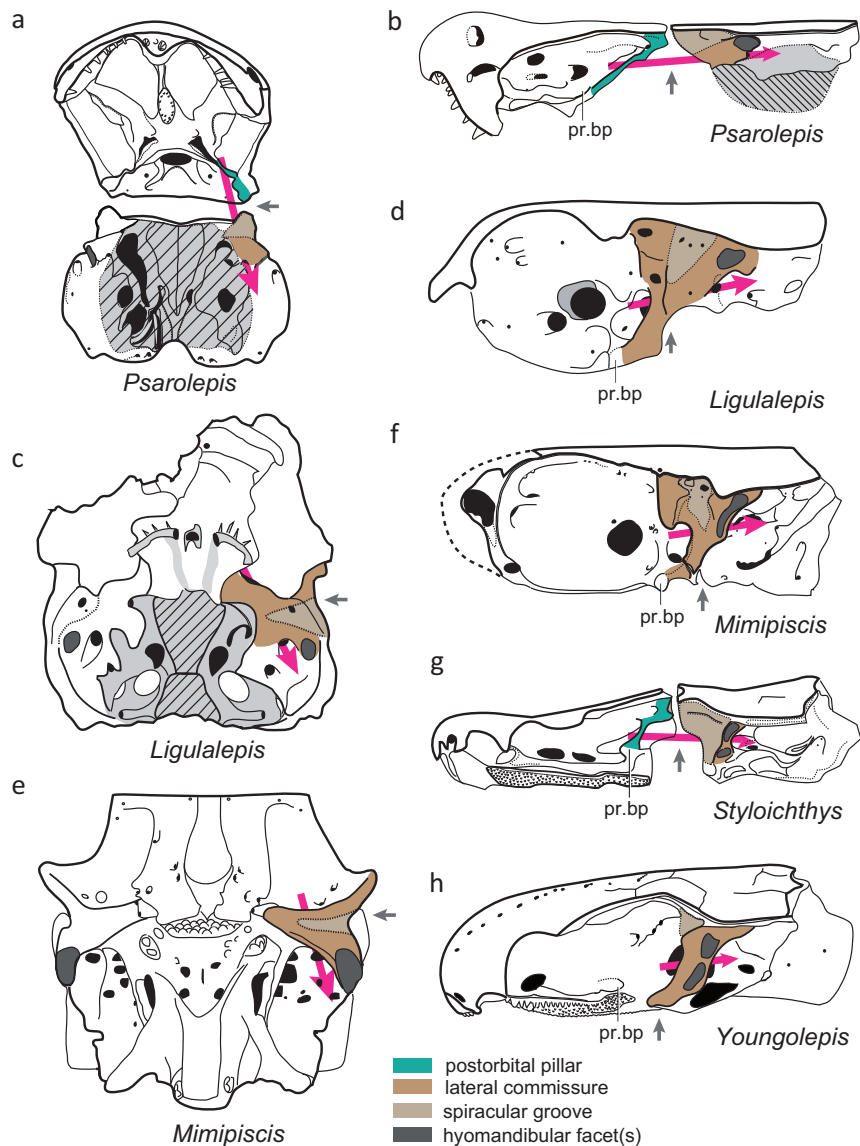 a
Psarolepis
b
pr.bp
Psarolepis
c
Ligulalepis
d
pr.bp
Ligulalepis
e
Mimipiscis
f
pr.bp
Mimipiscis
g
pr.bp
Styloichthys
h
pr.bp
Youngolepis
postorbital pillar
lateral commissure
spiracular groove
hyomandibular facet(s)